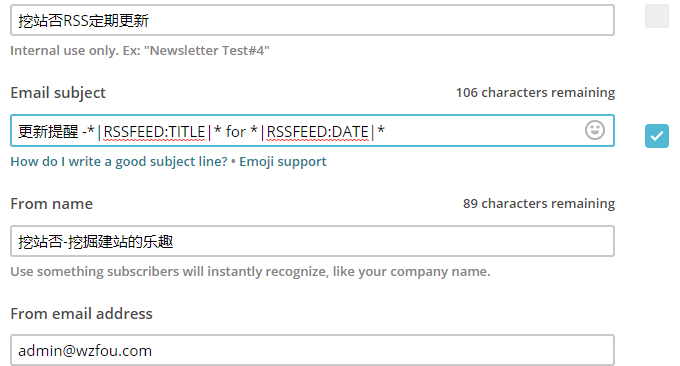 挖站否RSS定期更新
Internal use only. Ex: "Newsletter Test#4"
Email subject 106 characters remaining
更新提醒 -*|RSSFEED:TITLE|* for *|RSSFEED:DATE|*
How do I write a good subject line? • Emoji support
From name 89 characters remaining
挖站否-挖掘建站的乐趣
Use something subscribers will instantly recognize, like your company name.
From email address
admin@wzfou.com